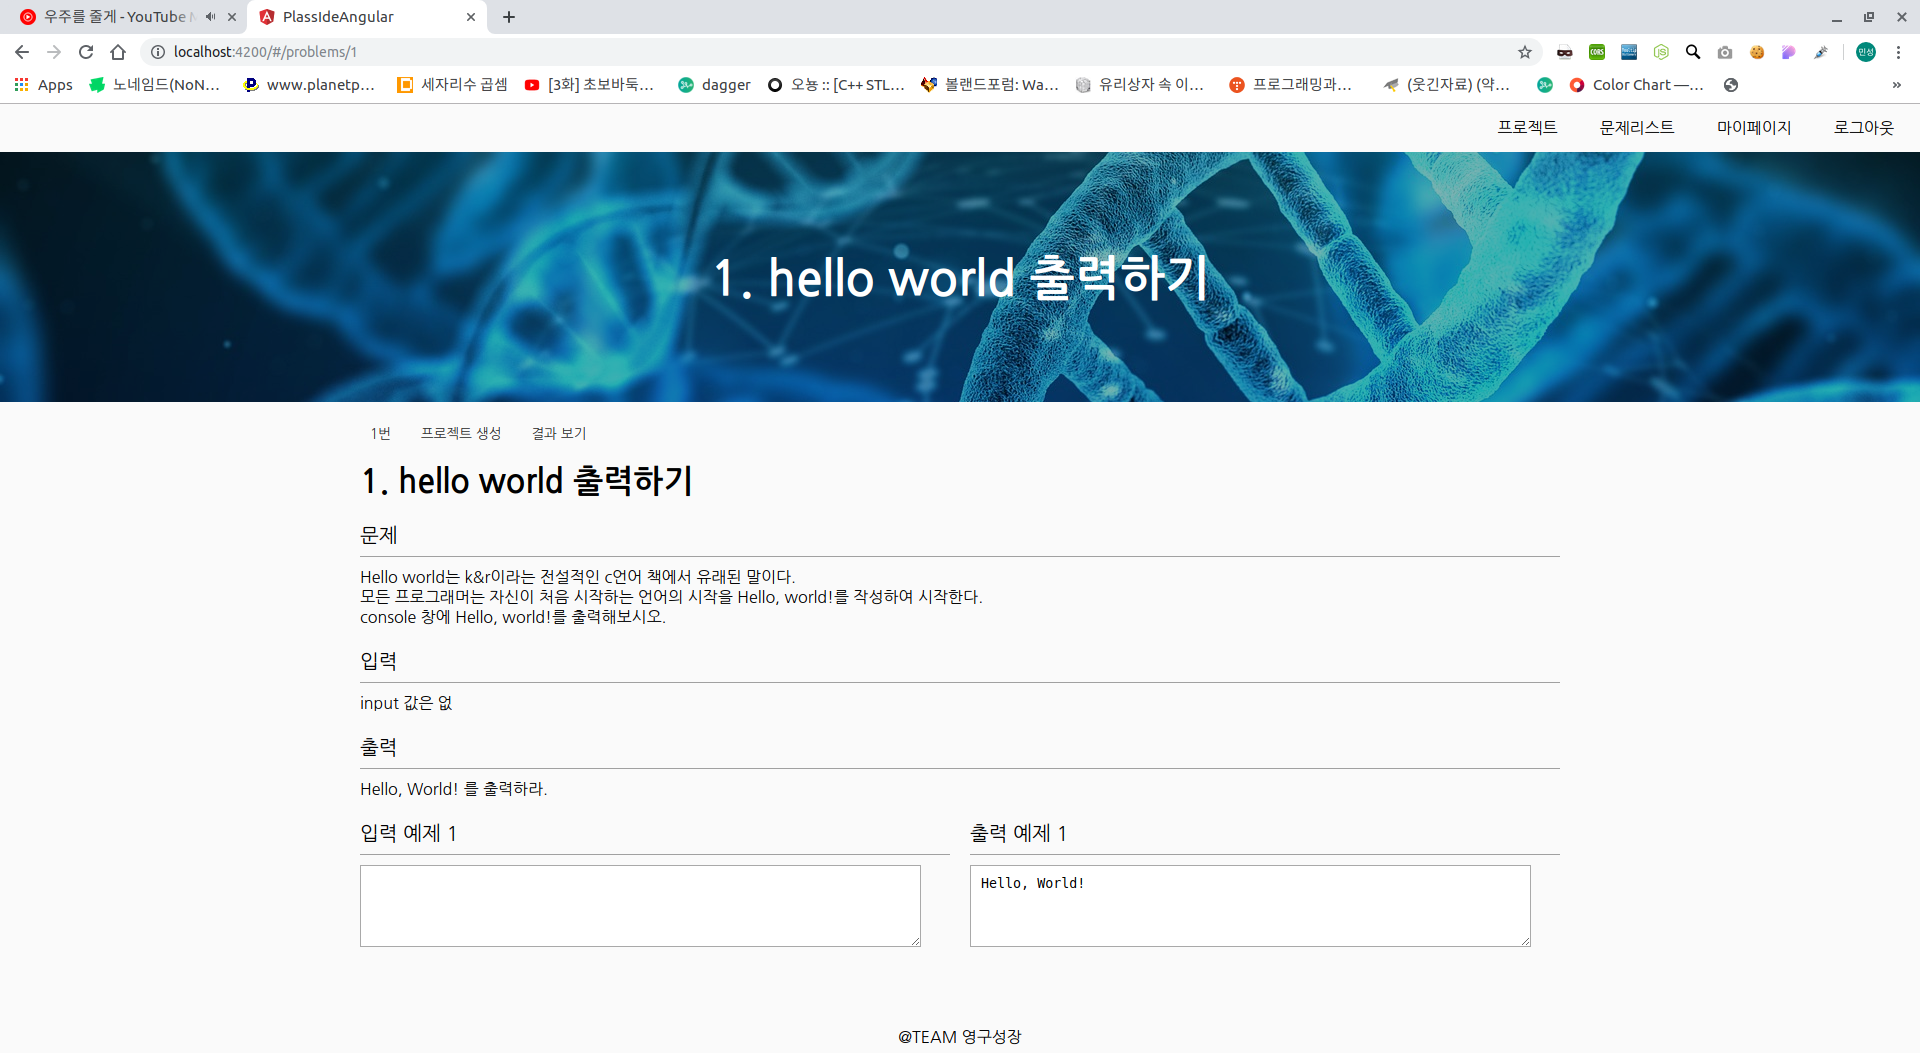 우주를 줄게 - YouTube M
PlassIdeAngular
localhost:4200/#/problems/1
Apps
노네임드(NoN...
www.planetp...
세자리수 곱셈
[3화] 초보바둑...
dagger
오뇽 :: [C++ STL...
볼랜드포럼: Wa...
유리상자 속 이...
프로그래밍과...
(웃긴자료) (약...
Color Chart —...
»
프로젝트
문제리스트
마이페이지
로그아웃
1. hello world 출력하기
1번
프로젝트 생성
결과 보기
1. hello world 출력하기
문제
Hello world는 k&r이라는 전설적인 c언어 책에서 유래된 말이다.
모든 프로그래머는 자신이 처음 시작하는 언어의 시작을 Hello, world!를 작성하여 시작한다.
console 창에 Hello, world!를 출력해보시오.
입력
input 값은 없
출력
Hello, World! 를 출력하라.
입력 예제 1
출력 예제 1
Hello, World!
@TEAM 영구성장